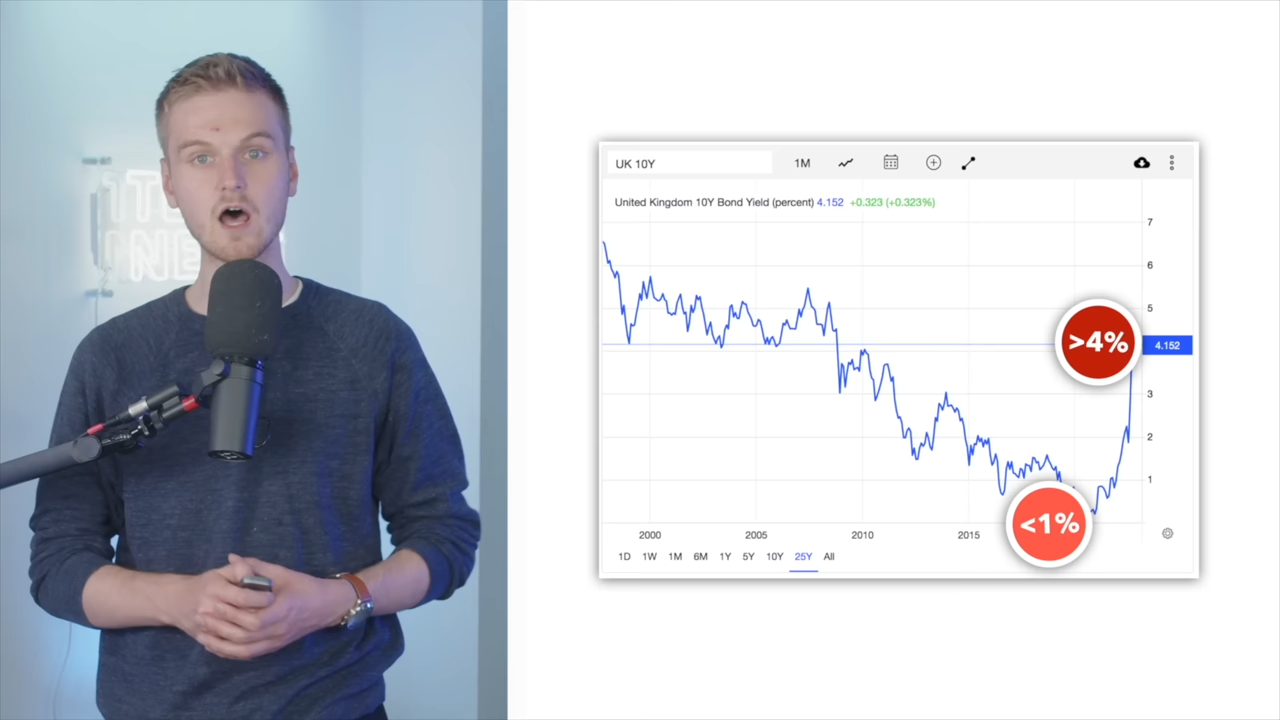 UK 10Y
1M
United Kingdom 10Y Bond Yield (percent) 4.152 +0.323 (+0.323%)
7
6
5
>4%
4.152
3
2
1
<1%
2000 2005 2010 2015
1D 1W 1M 6M 1Y 5Y 10Y 25Y All